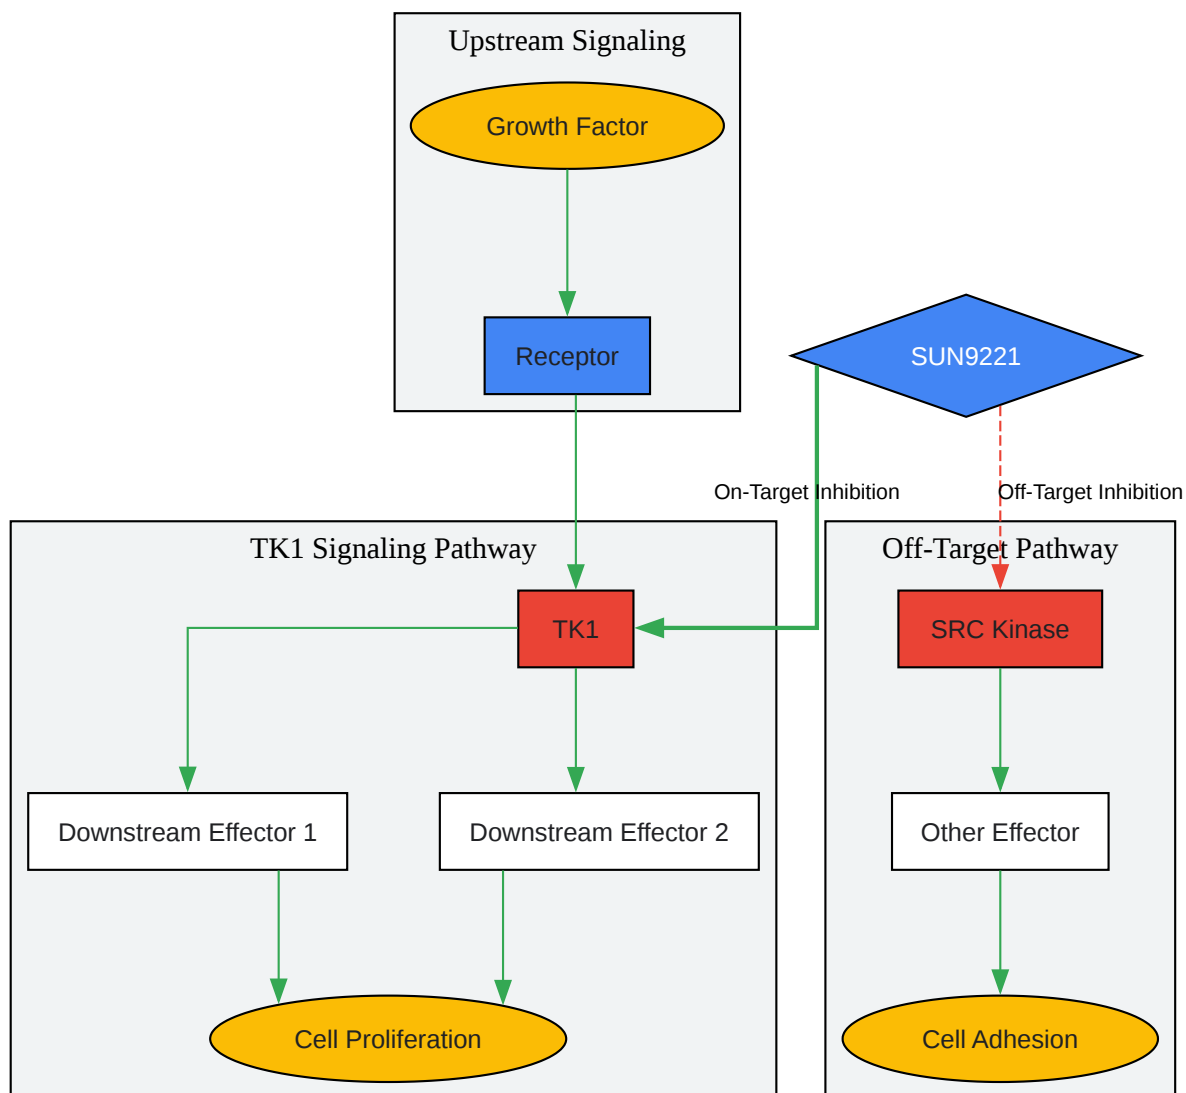 Upstream Signaling
Growth Factor
Receptor
SUN9221
On-Target Inhibition
Off-Target Inhibition
TK1 Signaling Pathway
Off-Target Pathway
TK1
SRC Kinase
Downstream Effector 1
Downstream Effector 2
Other Effector
Cell Proliferation
Cell Adhesion